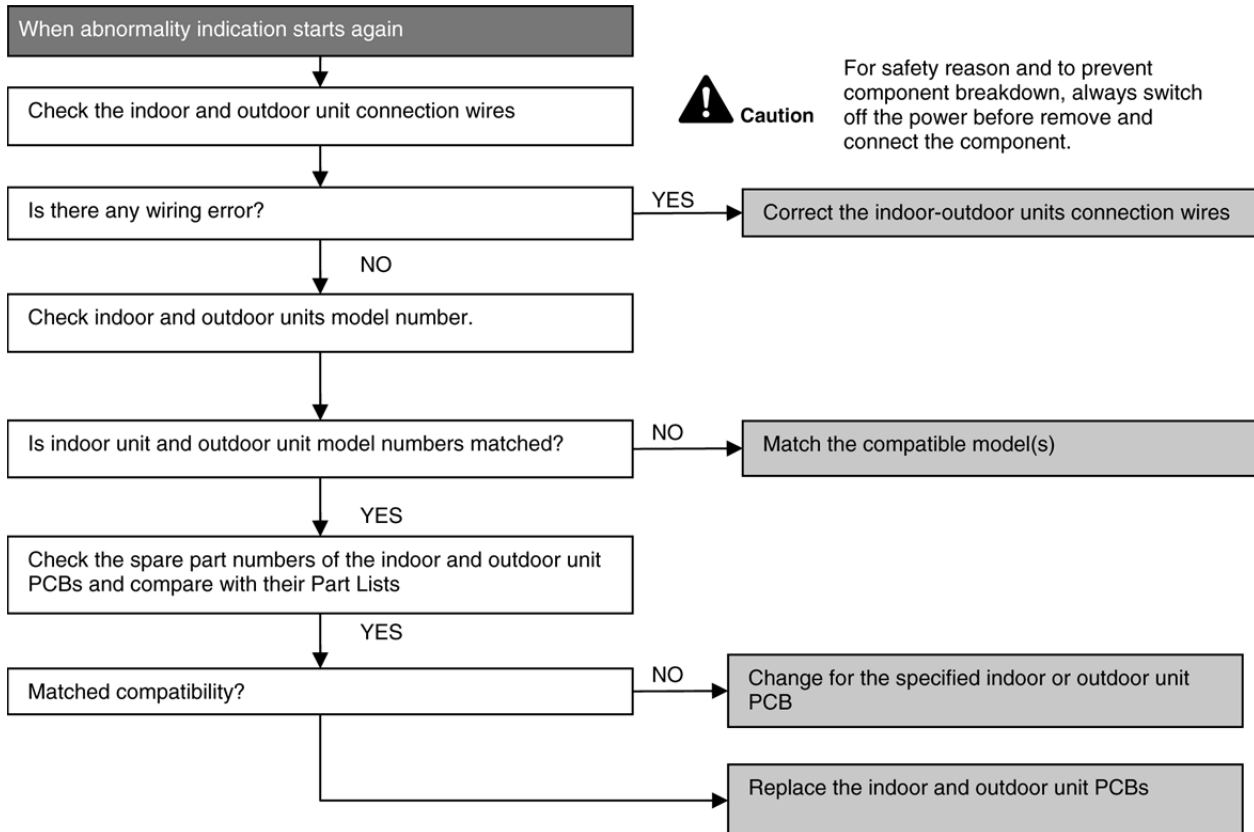 When abnormality indication starts again
Check the indoor and outdoor unit connection wires
For safety reason and to prevent
component breakdown, always switch
off the power before remove and
connect the component.
Caution
Is there any wiring error?
YES
Correct the indoor-outdoor units connection wires
NO
Check indoor and outdoor units model number.
Is indoor unit and outdoor unit model numbers matched?
NO
Match the compatible model(s)
YES
Check the spare part numbers of the indoor and outdoor unit
PCBs and compare with their Part Lists
YES
Matched compatibility?
NO
Change for the specified indoor or outdoor unit
PCB
Replace the indoor and outdoor unit PCBs